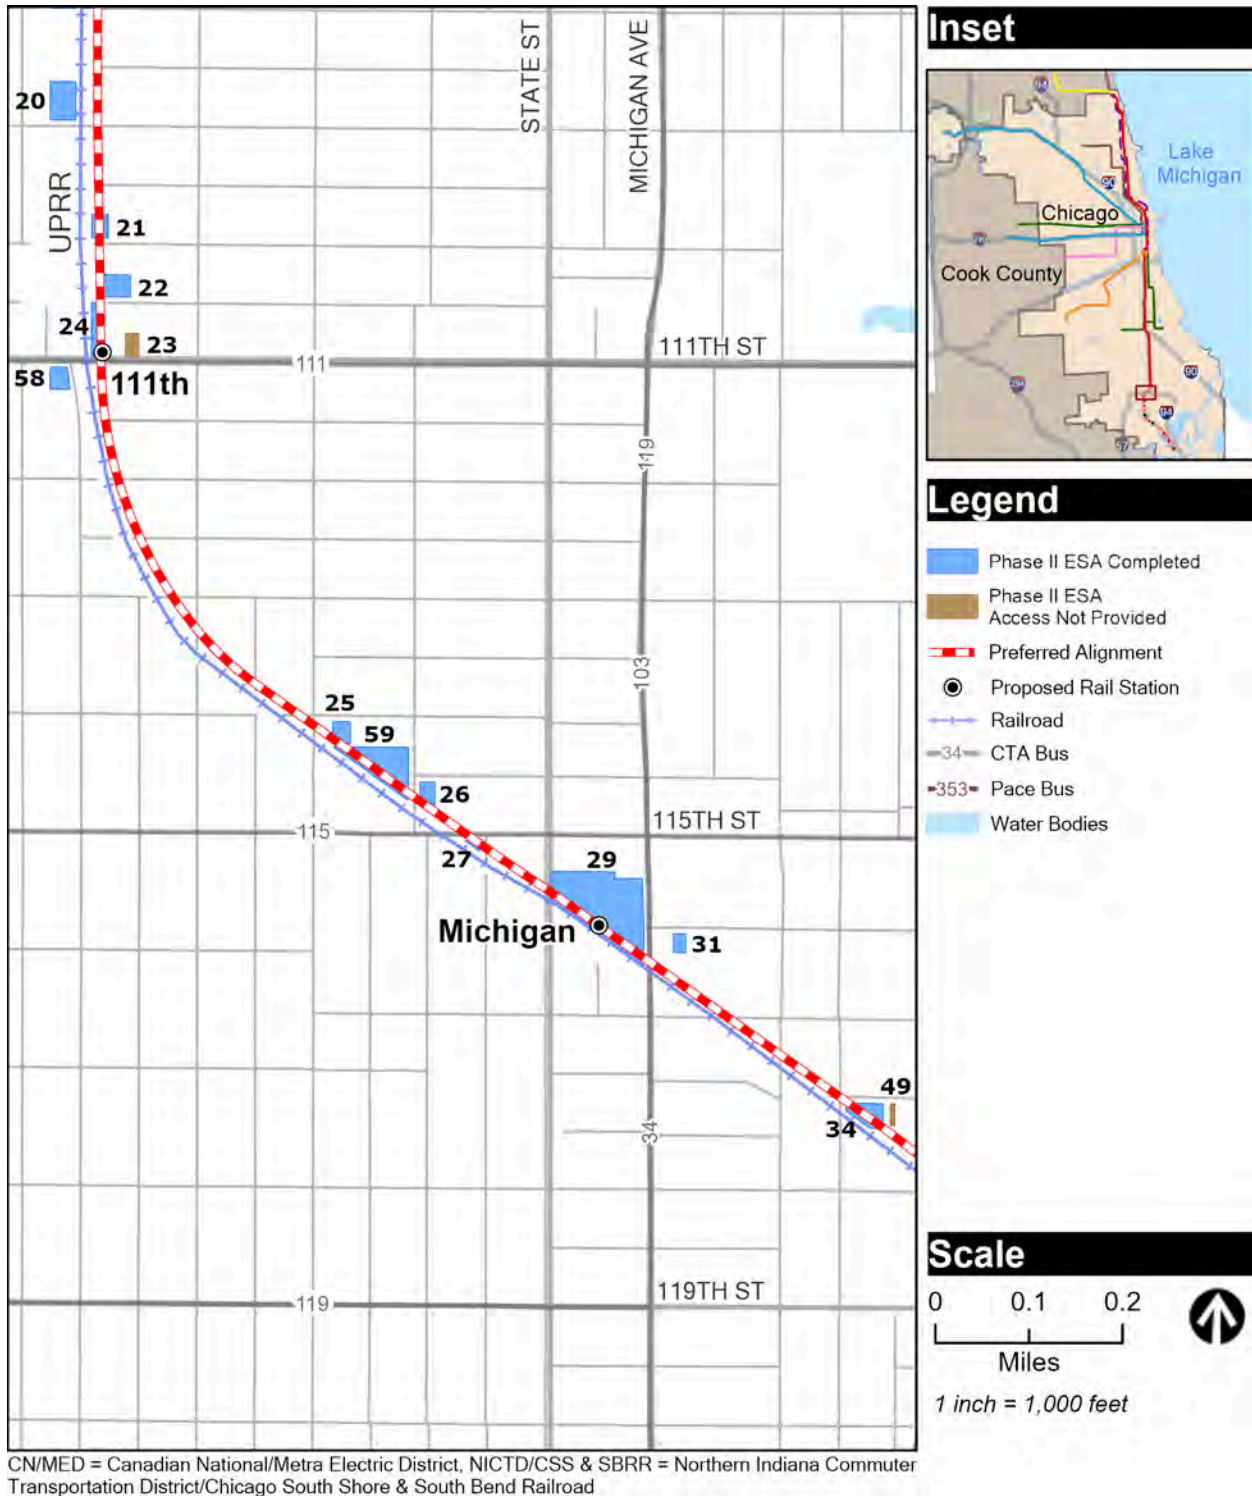 STATE ST
MICHIGAN AVE
20
UPRR
21
22
24
23
111TH ST
111
58
111th
119
103
25
59
26
115TH ST
115
27
29
Michigan
31
49
34
34
119TH ST
119
CN/MED = Canadian National/Metra Electric District, NICTD/CSS & SBRR = Northern Indiana Commuter
Transportation District/Chicago South Shore & South Bend Railroad
Inset
94
Lake
Michigan
90
Chicago
Cook County
90
94
57
Legend
Phase II ESA Completed
Phase II ESA
Access Not Provided
Preferred Alignment
Proposed Rail Station
Railroad
34 CTA Bus
353 Pace Bus
Water Bodies
Scale
0 0.1 0.2
Miles
1 inch = 1,000 feet